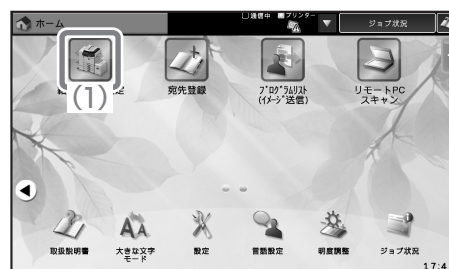 ホーム
通信中
プリンター
ジョブ状況
(1)
定
宛先登録
ﾌﾟﾛｸﾞﾗﾑﾘｽﾄ
(ｲﾒｰｼﾞ送信)
リモートPC
スキャン
取扱説明書
大きな文字
モード
設定
言語設定
明度調整
ジョブ状況
17:4